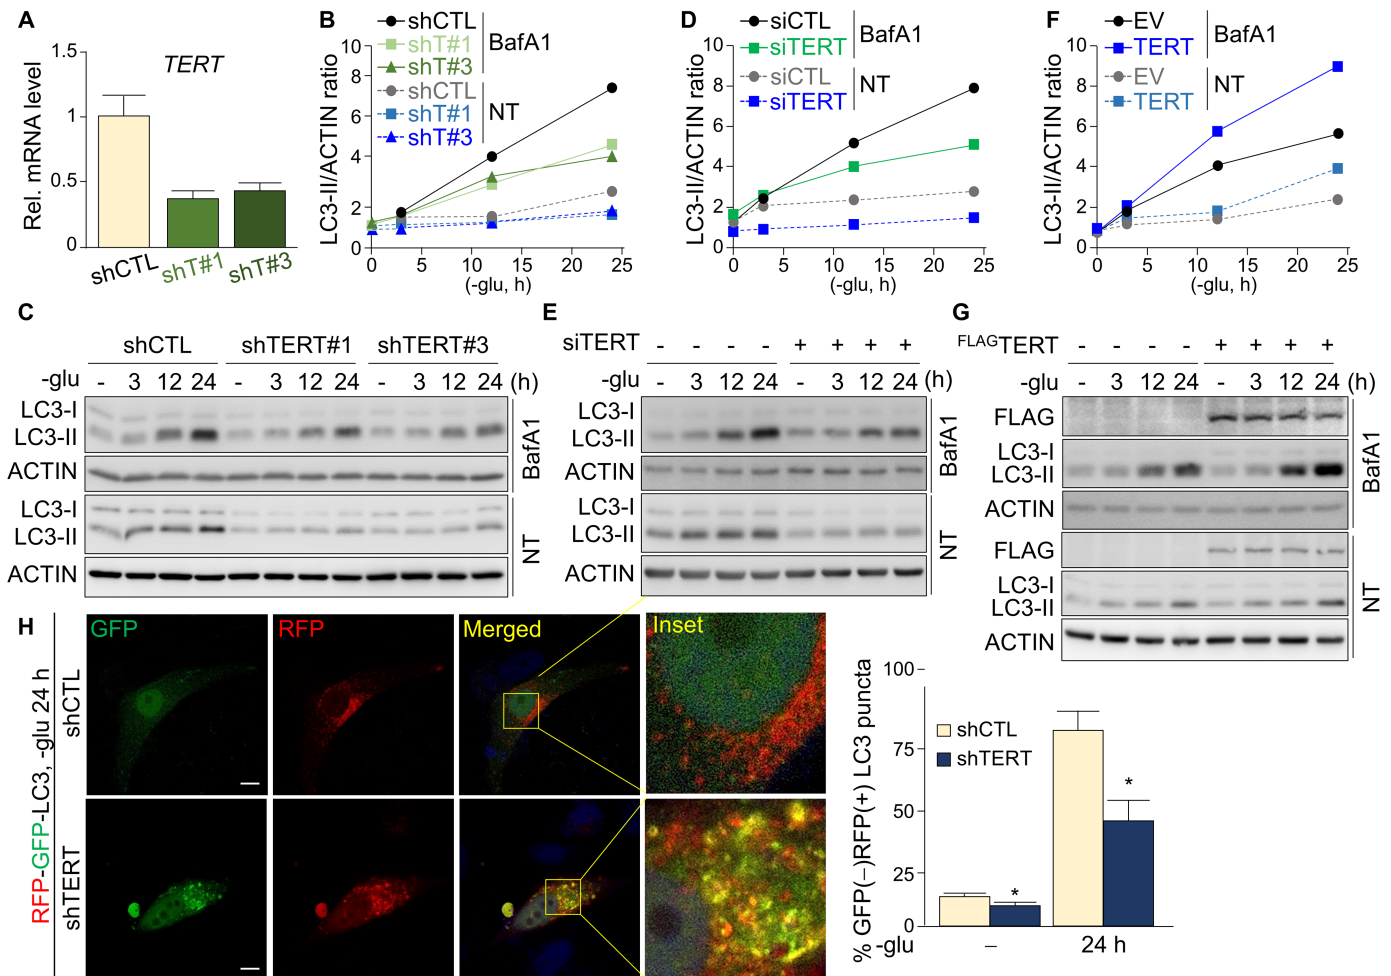 A
TERT
Rel. mRNA level
1.5
1
0.5
0
shCTL
shT#1
shT#3
B
shCTL
shT#1
shT#3
BafA1
shCTL
shT#1
shT#3
NT
LC3-II/ACTIN ratio
10
8
6
4
2
0
0 5 10 15 20 25
(-glu, h)
D
siCTL
siTERT
BafA1
siCTL
siTERT
NT
LC3-II/ACTIN ratio
10
8
6
4
2
0
0 5 10 15 20 25
(-glu, h)
F
EV
TERT
BafA1
EV
TERT
NT
LC3-II/ACTIN ratio
10
8
6
4
2
0
0 5 10 15 20 25
(-glu, h)
C
shCTL shTERT#1 shTERT#3
-glu - 3 12 24 - 3 12 24 - 3 12 24 (h)
LC3-I
LC3-II
ACTIN
BafA1
LC3-I
LC3-II
ACTIN
NT
E
siTERT - - - - + + + +
-glu - 3 12 24 - 3 12 24 (h)
LC3-I
LC3-II
ACTIN
BafA1
LC3-I
LC3-II
ACTIN
NT
G
FLAGTERT - - - - + + + +
-glu - 3 12 24 - 3 12 24 (h)
FLAG
LC3-I
LC3-II
ACTIN
BafA1
FLAG
LC3-I
LC3-II
ACTIN
NT
H
RFP-GFP-LC3, -glu 24 h
shCTL
shTERT
GFP
RFP
Merged
Inset
% GFP(−)RFP(+) LC3 puncta
100
75
50
25
0
shCTL
shTERT
*
*
-glu – 24 h